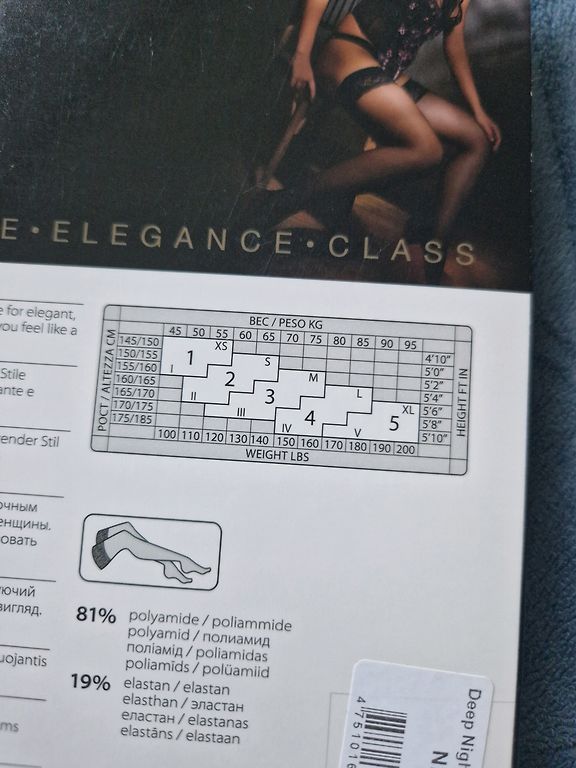 E•ELEGANCE•CLASS
e for elegant,
you feel like a
Stile
ante e
render Stil
очным
енщины.
овать
уючий
вигляд.
uojantis
ms
ВЕС / PESO KG
45 50 55 60 65 70 75 80 85 90 95
РОСТ / ALTEZZA CM
145/150
150/155
155/160
160/165
165/170
170/175
175/185
1 XS
I
2 S
II
3 M
III
4 L
IV
5 XL
V
4'10"
5'0"
5'2"
5'4"
5'6"
5'8"
5'10"
HEIGHT FT IN
100 110 120 130 140 150 160 170 180 190 200
WEIGHT LBS
81% polyamide / poliammide
polyamid / полиамид
поліамід / poliamidas
poliamīds / polüamiid
19% elastan / elastan
elasthan / эластан
еластан / elastanas
elastāns / elastaan
Deep Nigh
N
4 751016